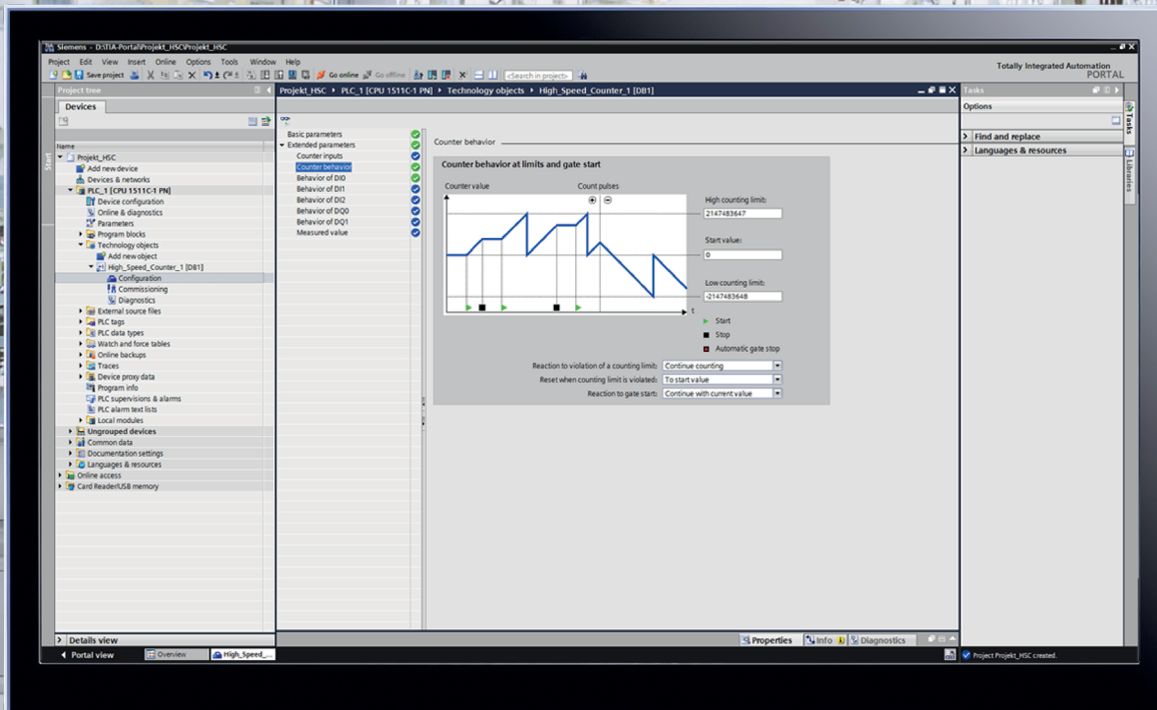 Siemens - D:\TIA-Portal\Projekt_HSC\Projekt_HSC
Project Edit View Insert Online Options Tools Window Help
Totally Integrated Automation
PORTAL
Save project
Go online
Go offline
<Search in project>
Project tree
Projekt_HSC PLC_1 [CPU 1511C-1 PN] Technology objects High_Speed_Counter_1 [DB1]
Tasks
Devices
Options
Name
Projekt_HSC
Add new device
Devices & networks
PLC_1 [CPU 1511C-1 PN]
Device configuration
Online & diagnostics
Parameters
Program blocks
Technology objects
Add new object
High_Speed_Counter_1 [DB1]
Configuration
Commissioning
Diagnostics
External source files
PLC tags
PLC data types
Watch and force tables
Online backups
Traces
Device proxy data
Program info
PLC supervisions & alarms
PLC alarm text lists
Local modules
Ungrouped devices
Common data
Documentation settings
Languages & resources
Online access
Card Reader/USB memory
Start
Basic parameters
Extended parameters
Counter inputs
Counter behavior
Behavior of DI0
Behavior of DI1
Behavior of DI2
Behavior of DQ0
Behavior of DQ1
Measured value
Counter behavior
Counter behavior at limits and gate start
Counter value
Count pulses
High counting limit:
2147483647
Start value:
0
Low counting limit:
-2147483648
t
Start
Stop
Automatic gate stop
Reaction to violation of a counting limit: Continue counting
Reset when counting limit is violated: To start value
Reaction to gate start: Continue with current value
Find and replace
Languages & resources
Tasks
Libraries
Details view
Properties Info Diagnostics
Portal view
Overview
High_Speed_...
Project Projekt_HSC created.